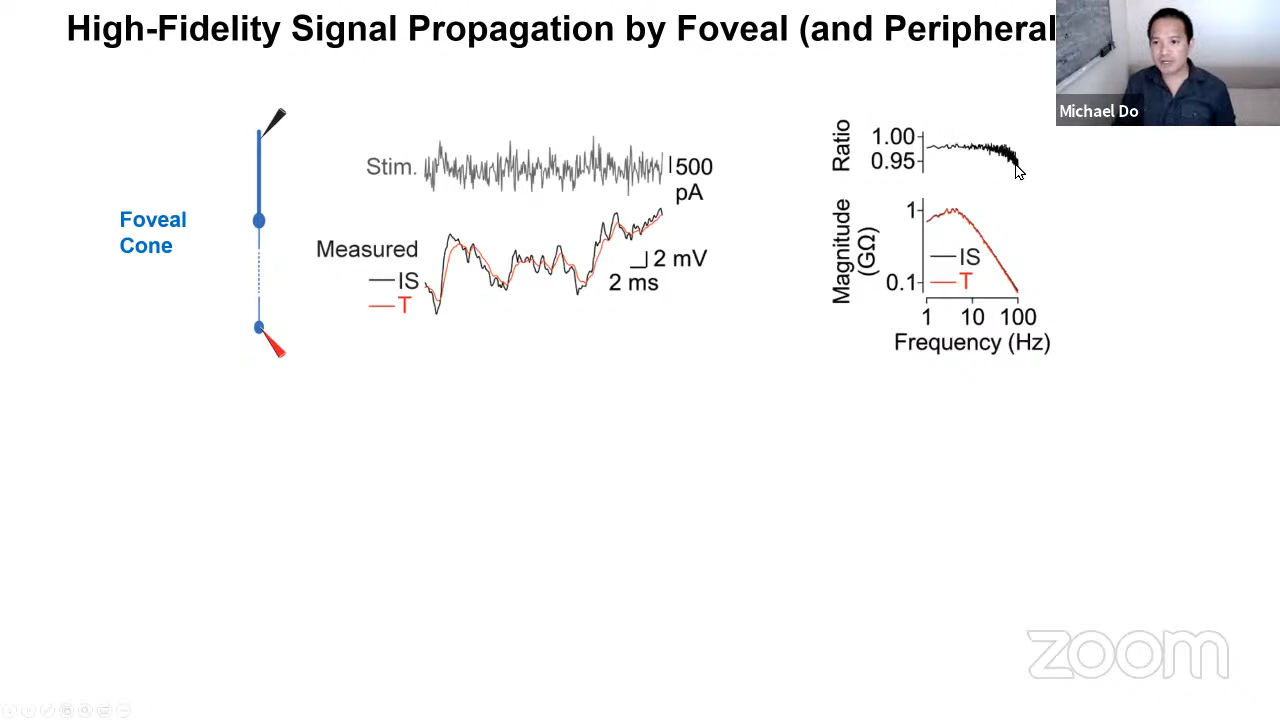 High-Fidelity Signal Propagation by Foveal (and Peripheral
Michael Do
Foveal
Cone
Stim.
500
pA
Measured
IS
T
2 mV
2 ms
Ratio
1.00
0.95
Magnitude
(GΩ)
1
0.1
IS
T
1 10 100
Frequency (Hz)
zoom